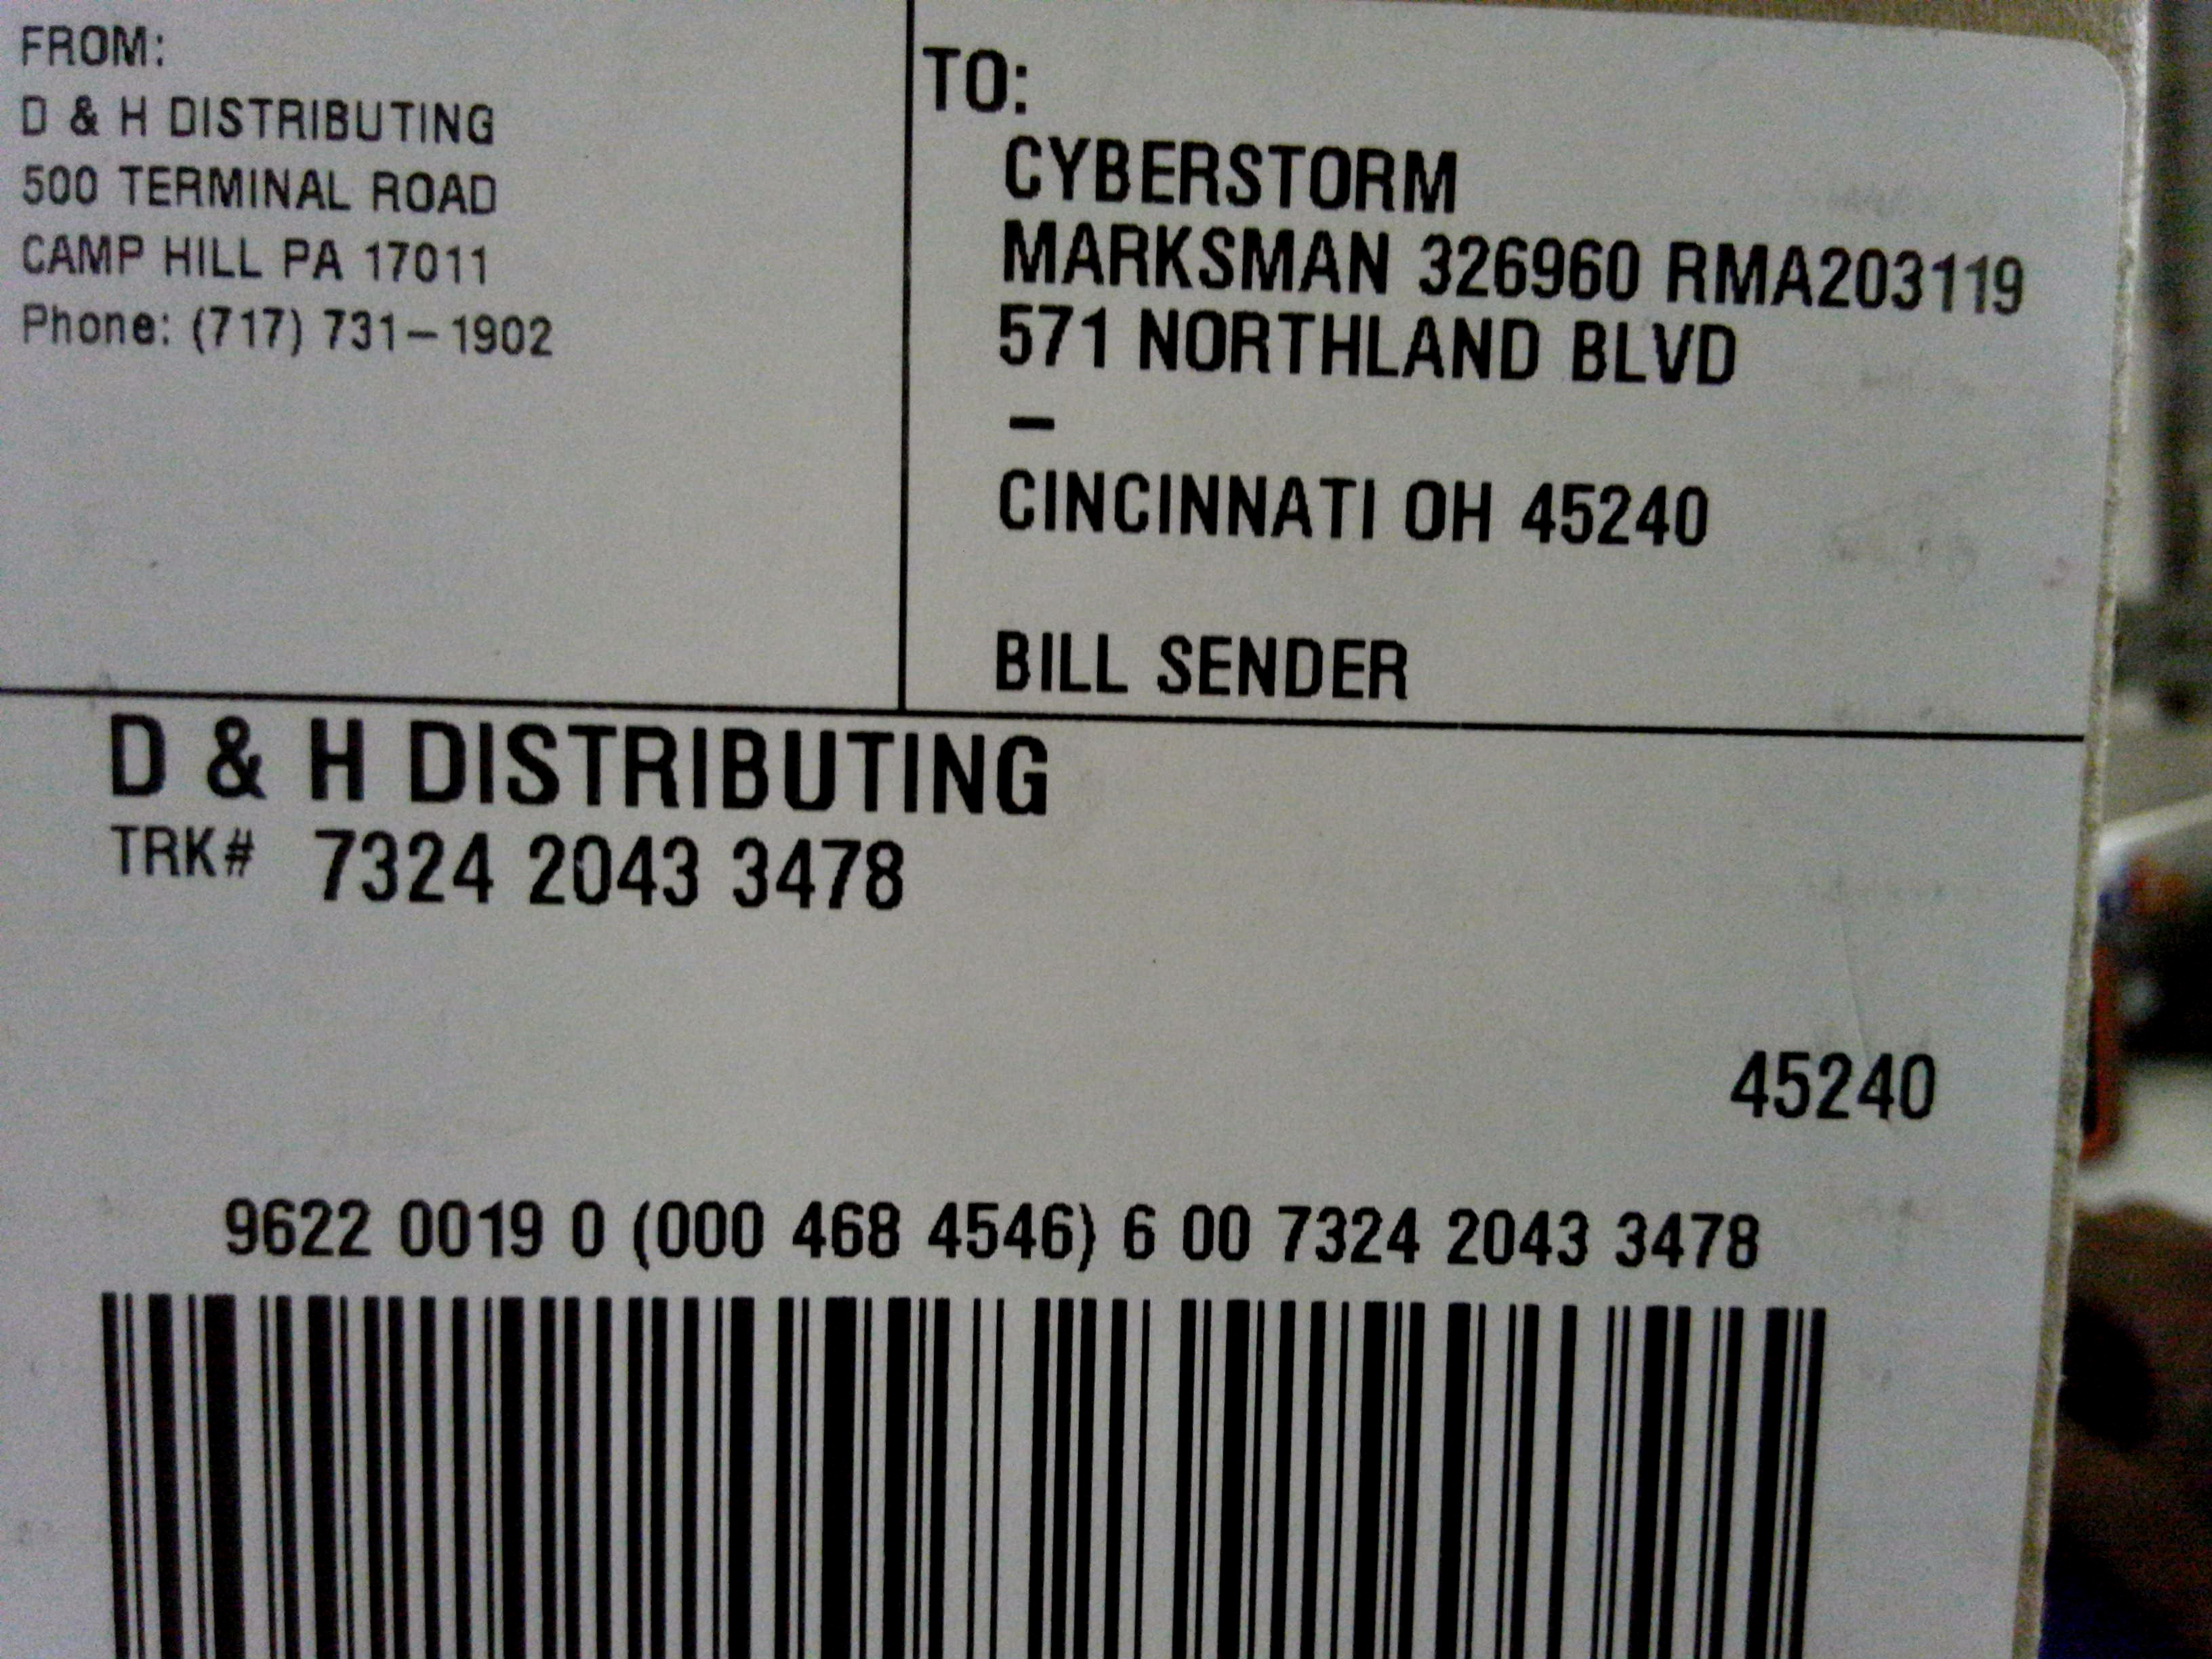 FROM:
D & H DISTRIBUTING
500 TERMINAL ROAD
CAMP HILL PA 17011
Phone: (717) 731-1902
TO:
CYBERSTORM
MARKSMAN 326960 RMA203119
571 NORTHLAND BLVD
-
CINCINNATI OH 45240
BILL SENDER
D & H DISTRIBUTING
TRK# 7324 2043 3478
45240
9622 0019 0 (000 468 4546) 6 00 7324 2043 3478